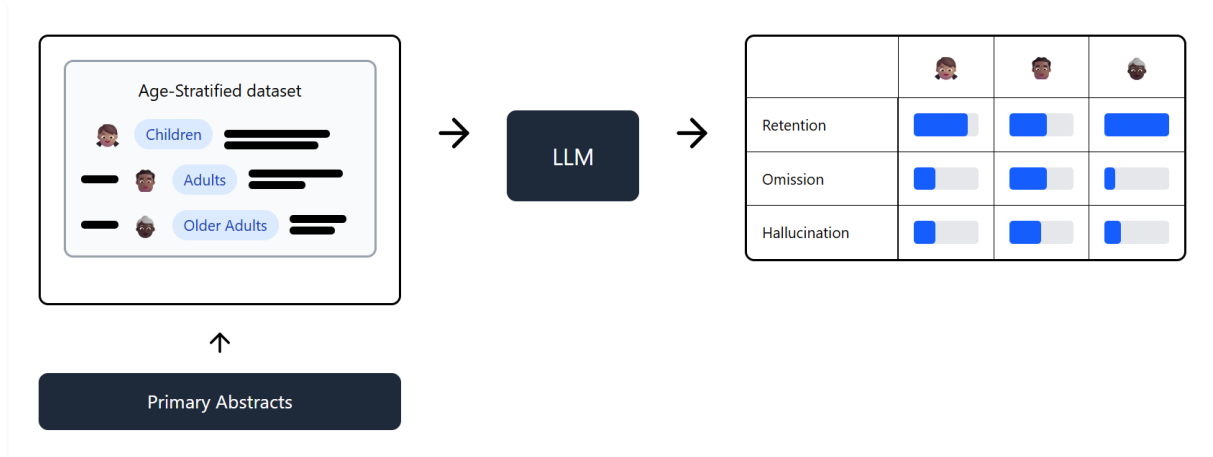 Age-Stratified dataset
Children
Adults
Older Adults
Primary Abstracts
LLM
Retention
Omission
Hallucination